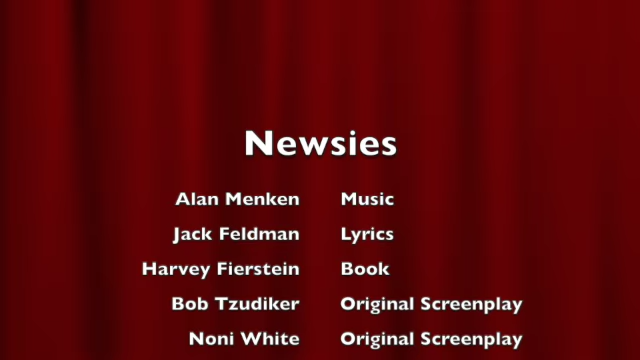 Newsies
Alan Menken Music
Jack Feldman Lyrics
Harvey Fierstein Book
Bob Tzudiker Original Screenplay
Noni White Original Screenplay